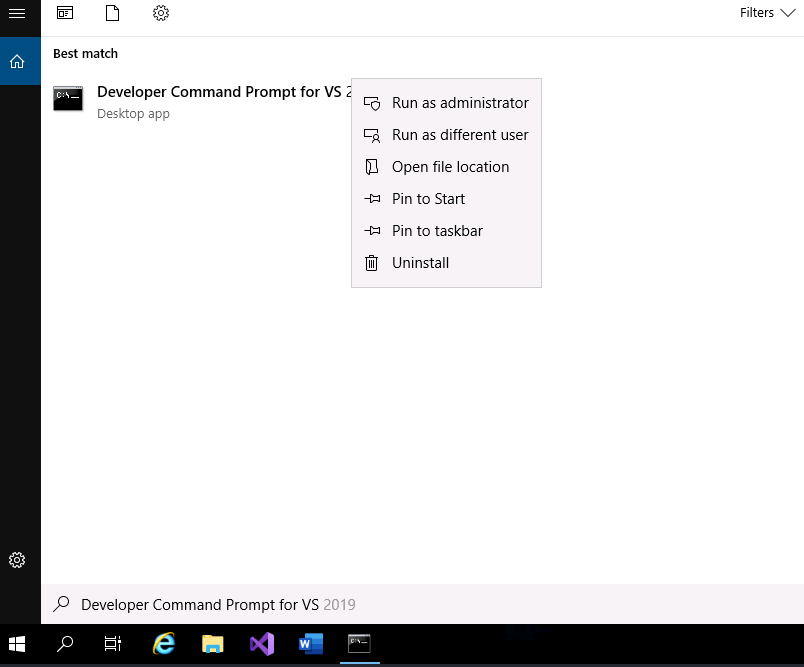 Filters
Best match
Developer Command Prompt for VS 2
Desktop app
Run as administrator
Run as different user
Open file location
Pin to Start
Pin to taskbar
Uninstall
Developer Command Prompt for VS 2019